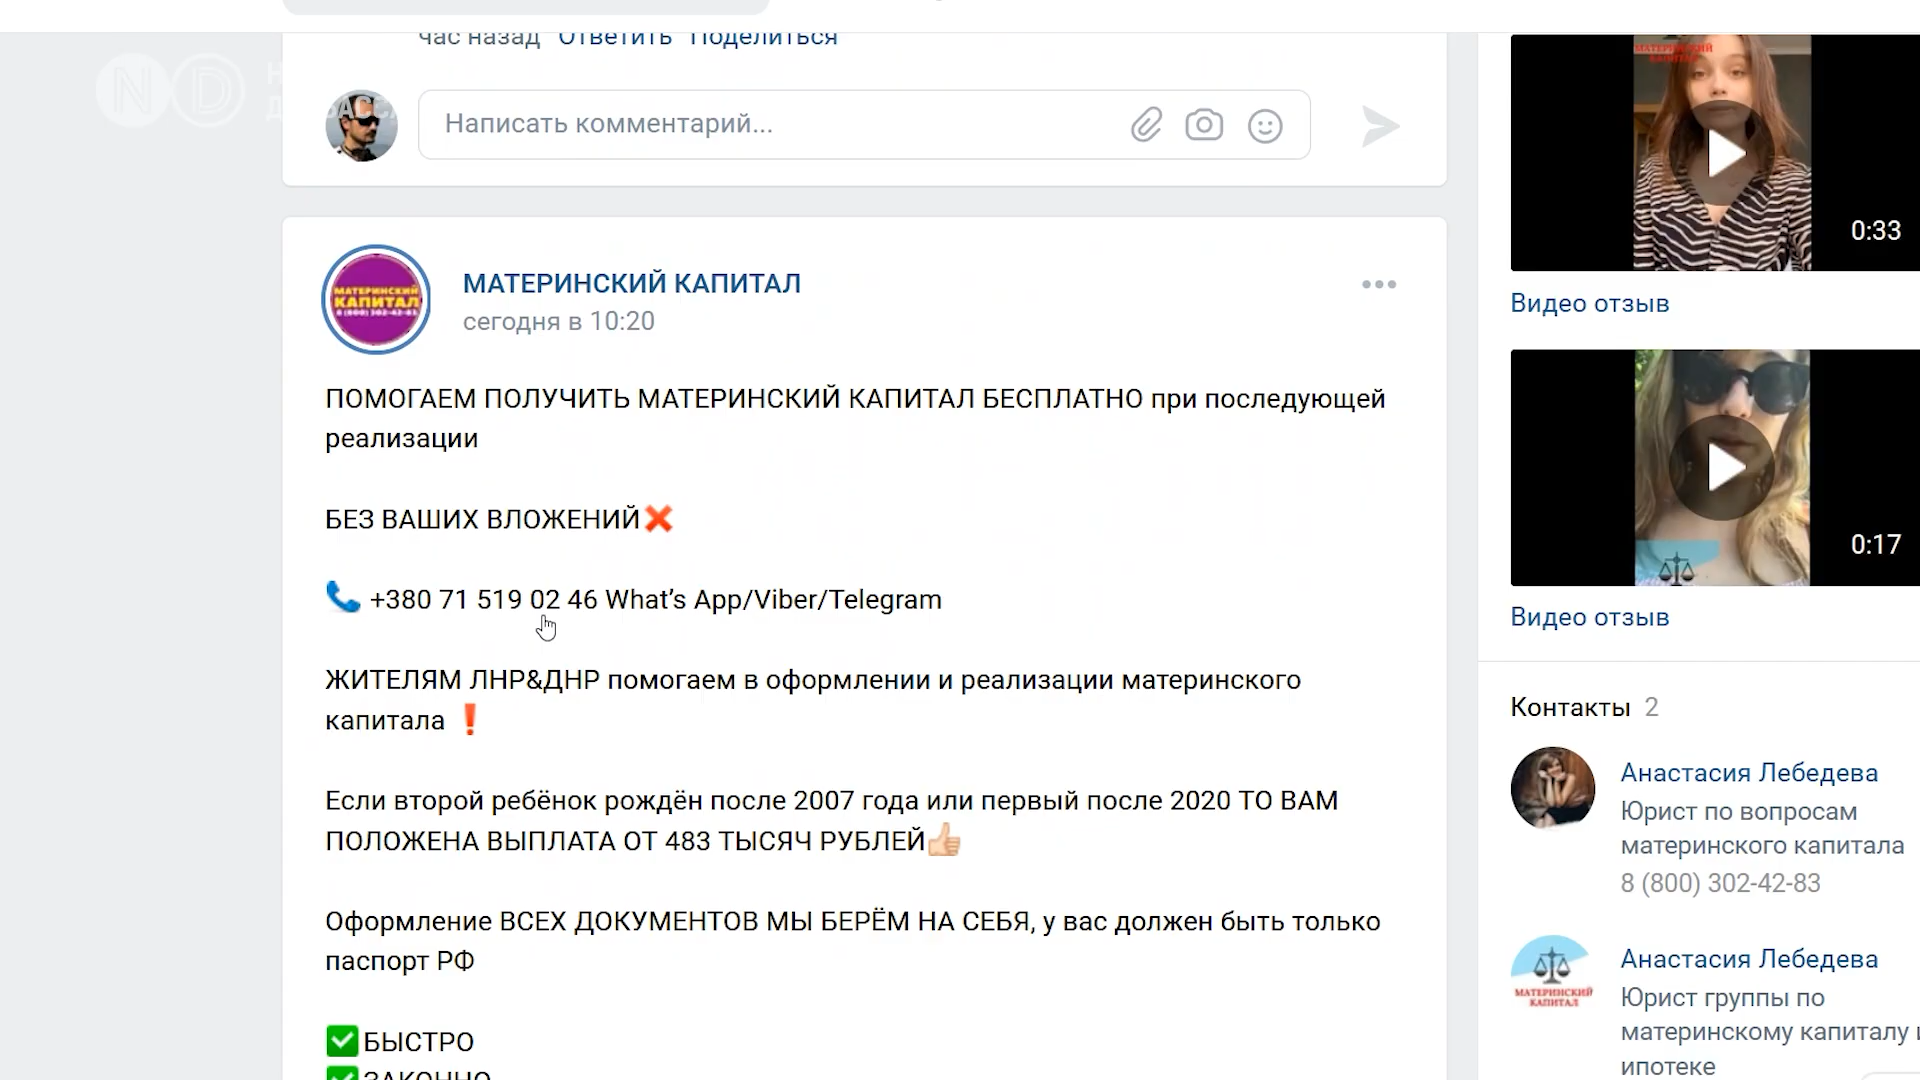 час назад Ответить Поделиться
ND
Написать комментарий...
МАТЕРИНСКИЙ КАПИТАЛ
0:33
Видео отзыв
МАТЕРИНСКИЙ
КАПИТАЛ
8 (800) 302-42-83
МАТЕРИНСКИЙ КАПИТАЛ
сегодня в 10:20
ПОМОГАЕМ ПОЛУЧИТЬ МАТЕРИНСКИЙ КАПИТАЛ БЕСПЛАТНО при последующей
реализации
БЕЗ ВАШИХ ВЛОЖЕНИЙ❌
📞 +380 71 519 02 46 What’s App/Viber/Telegram
ЖИТЕЛЯМ ЛНР&ДНР помогаем в оформлении и реализации материнского
капитала ❗
Если второй ребёнок рождён после 2007 года или первый после 2020 ТО ВАМ
ПОЛОЖЕНА ВЫПЛАТА ОТ 483 ТЫСЯЧ РУБЛЕЙ👍🏻
Оформление ВСЕХ ДОКУМЕНТОВ МЫ БЕРЁМ НА СЕБЯ, у вас должен быть только
паспорт РФ
✅БЫСТРО
✅ЗАКОННО
0:17
Видео отзыв
Контакты 2
Анастасия Лебедева
Юрист по вопросам
материнского капитала
8 (800) 302-42-83
МАТЕРИНСКИЙ
КАПИТАЛ
Анастасия Лебедева
Юрист группы по
материнскому капиталу
ипотеке